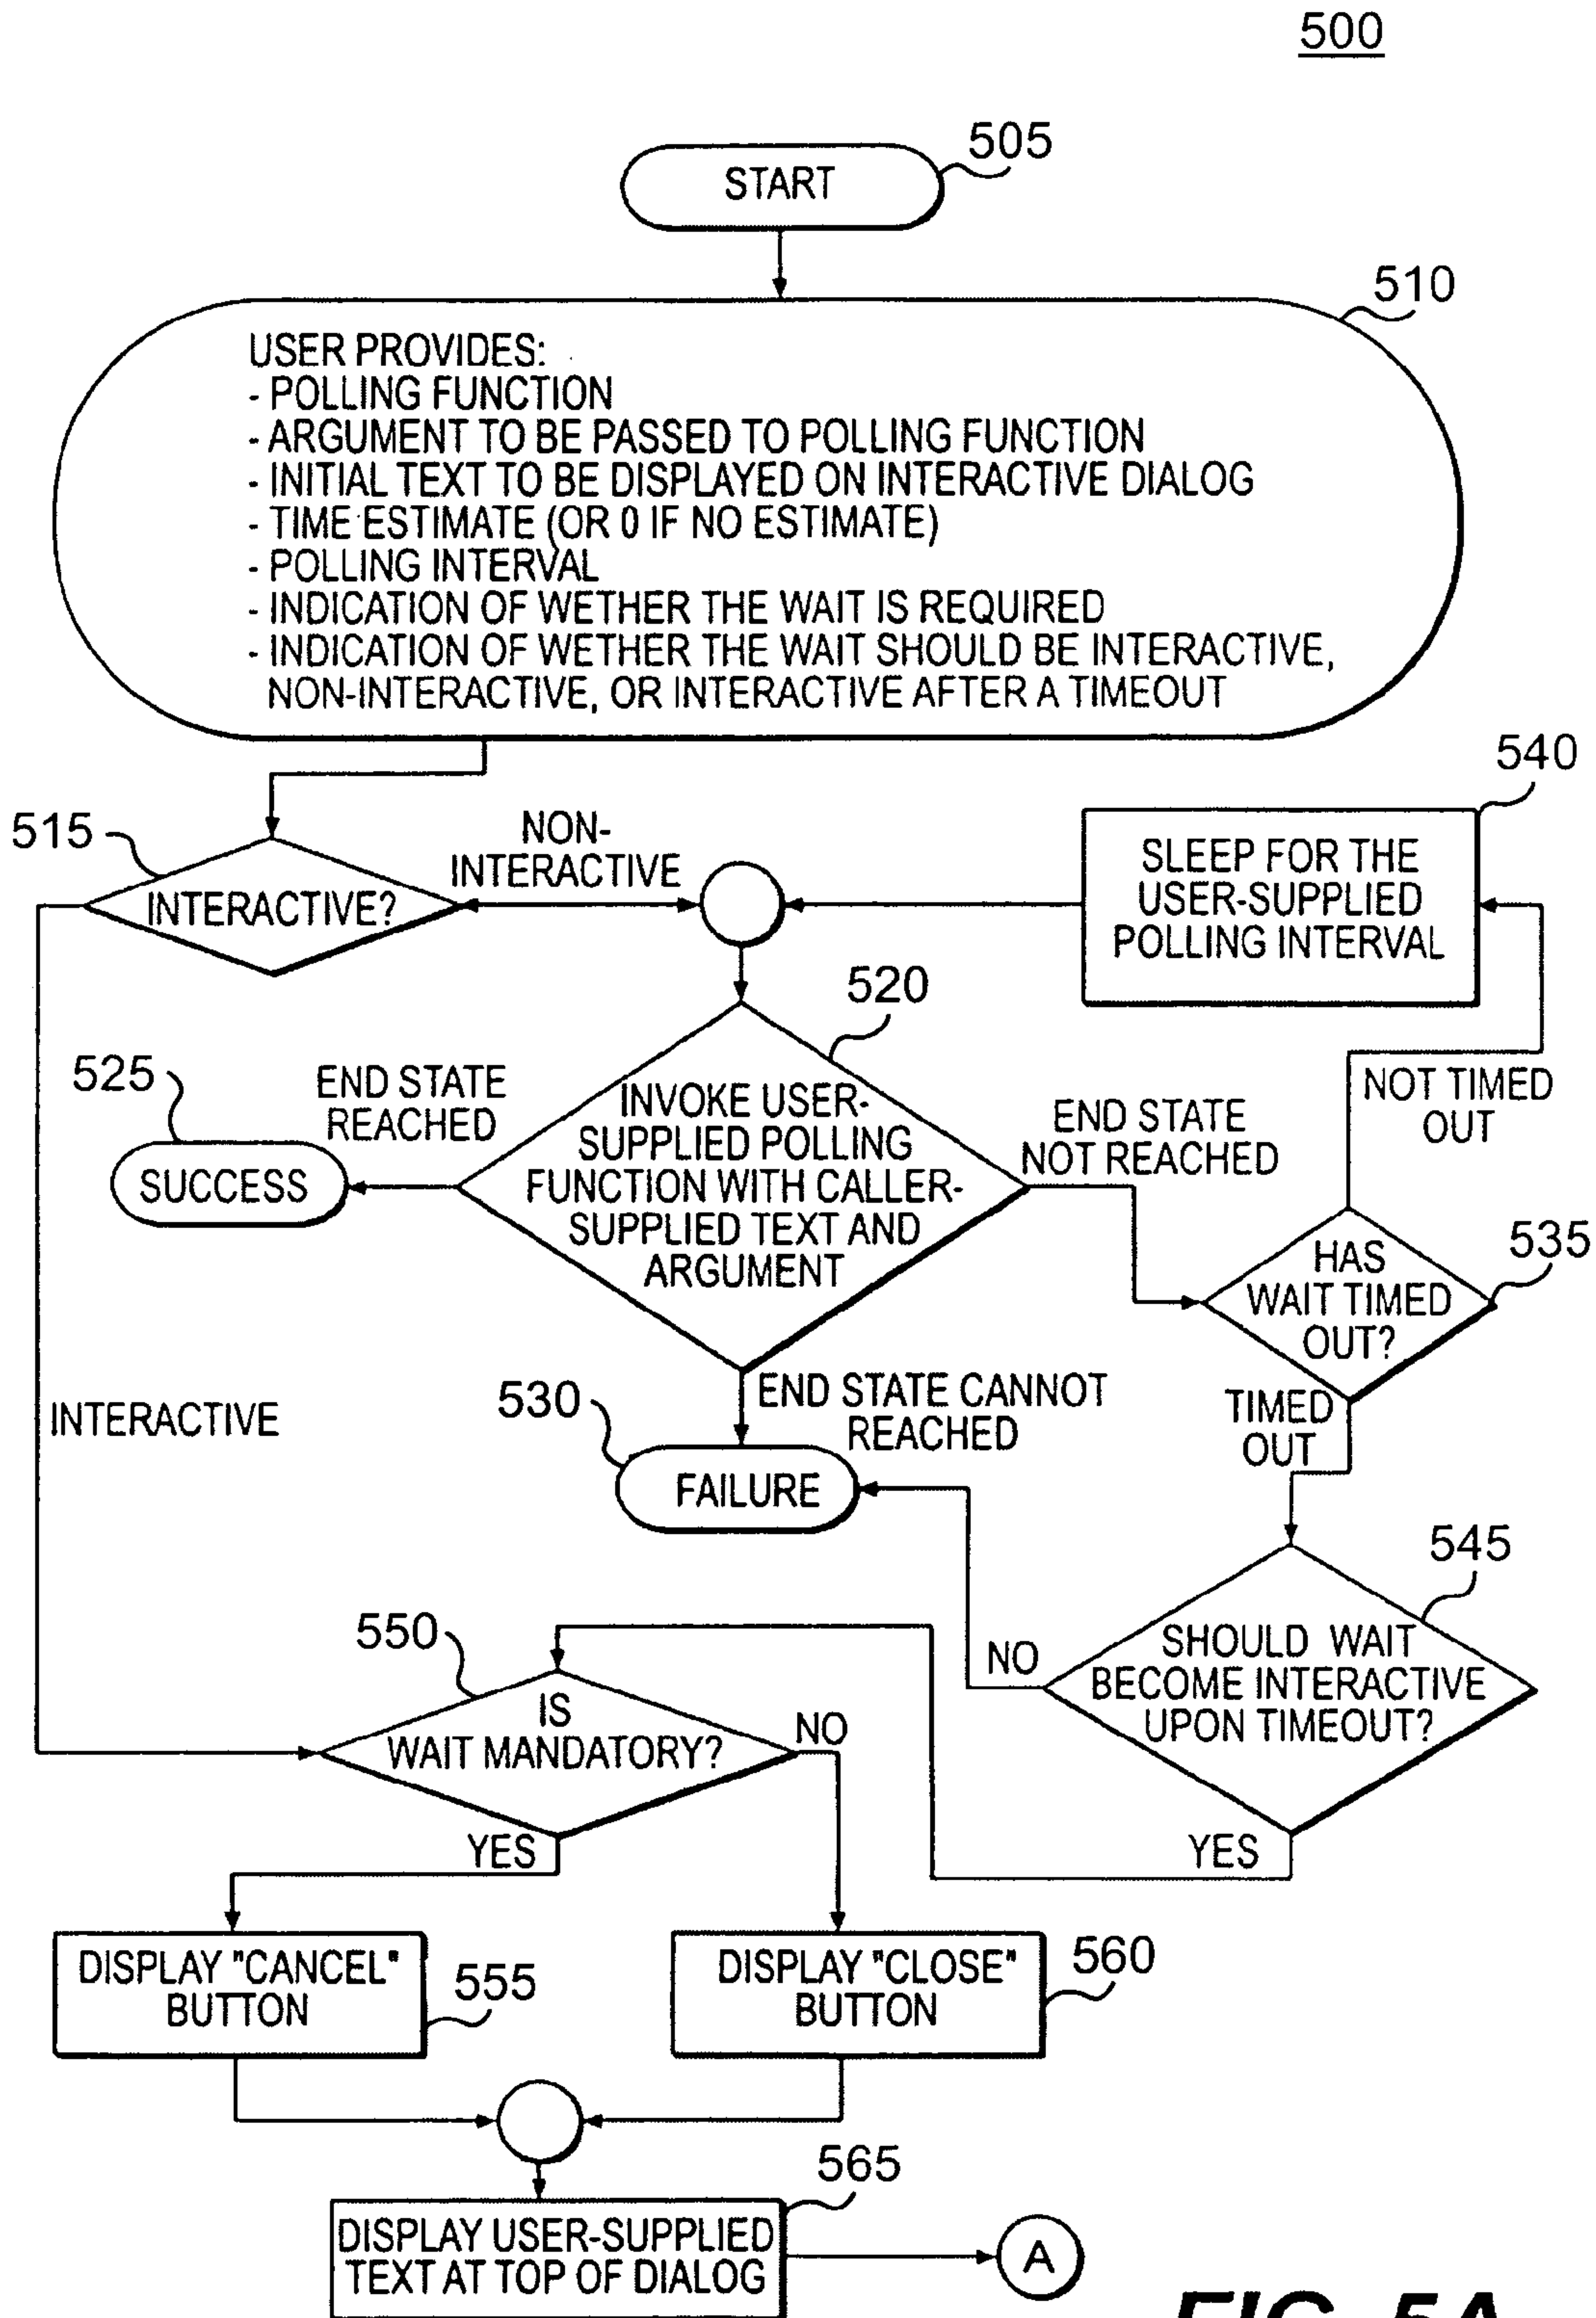 500
505
START
510
USER PROVIDES:
- POLLING FUNCTION
- ARGUMENT TO BE PASSED TO POLLING FUNCTION
- INITIAL TEXT TO BE DISPLAYED ON INTERACTIVE DIALOG
- TIME ESTIMATE (OR 0 IF NO ESTIMATE)
- POLLING INTERVAL
- INDICATION OF WETHER THE WAIT IS REQUIRED
- INDICATION OF WETHER THE WAIT SHOULD BE INTERACTIVE,
NON-INTERACTIVE, OR INTERACTIVE AFTER A TIMEOUT
515
INTERACTIVE?
NON-
INTERACTIVE
540
SLEEP FOR THE
USER-SUPPLIED
POLLING INTERVAL
520
INVOKE USER-
SUPPLIED POLLING
FUNCTION WITH CALLER-
SUPPLIED TEXT AND
ARGUMENT
525
END STATE
REACHED
SUCCESS
END STATE
NOT REACHED
NOT TIMED
OUT
535
HAS
WAIT TIMED
OUT?
INTERACTIVE
530
END STATE CANNOT
REACHED
FAILURE
TIMED
OUT
545
SHOULD WAIT
BECOME INTERACTIVE
UPON TIMEOUT?
NO
YES
550
IS
WAIT MANDATORY?
NO
YES
DISPLAY "CANCEL"
BUTTON
555
DISPLAY "CLOSE"
BUTTON
560
565
DISPLAY USER-SUPPLIED
TEXT AT TOP OF DIALOG
A
FIG. 5A